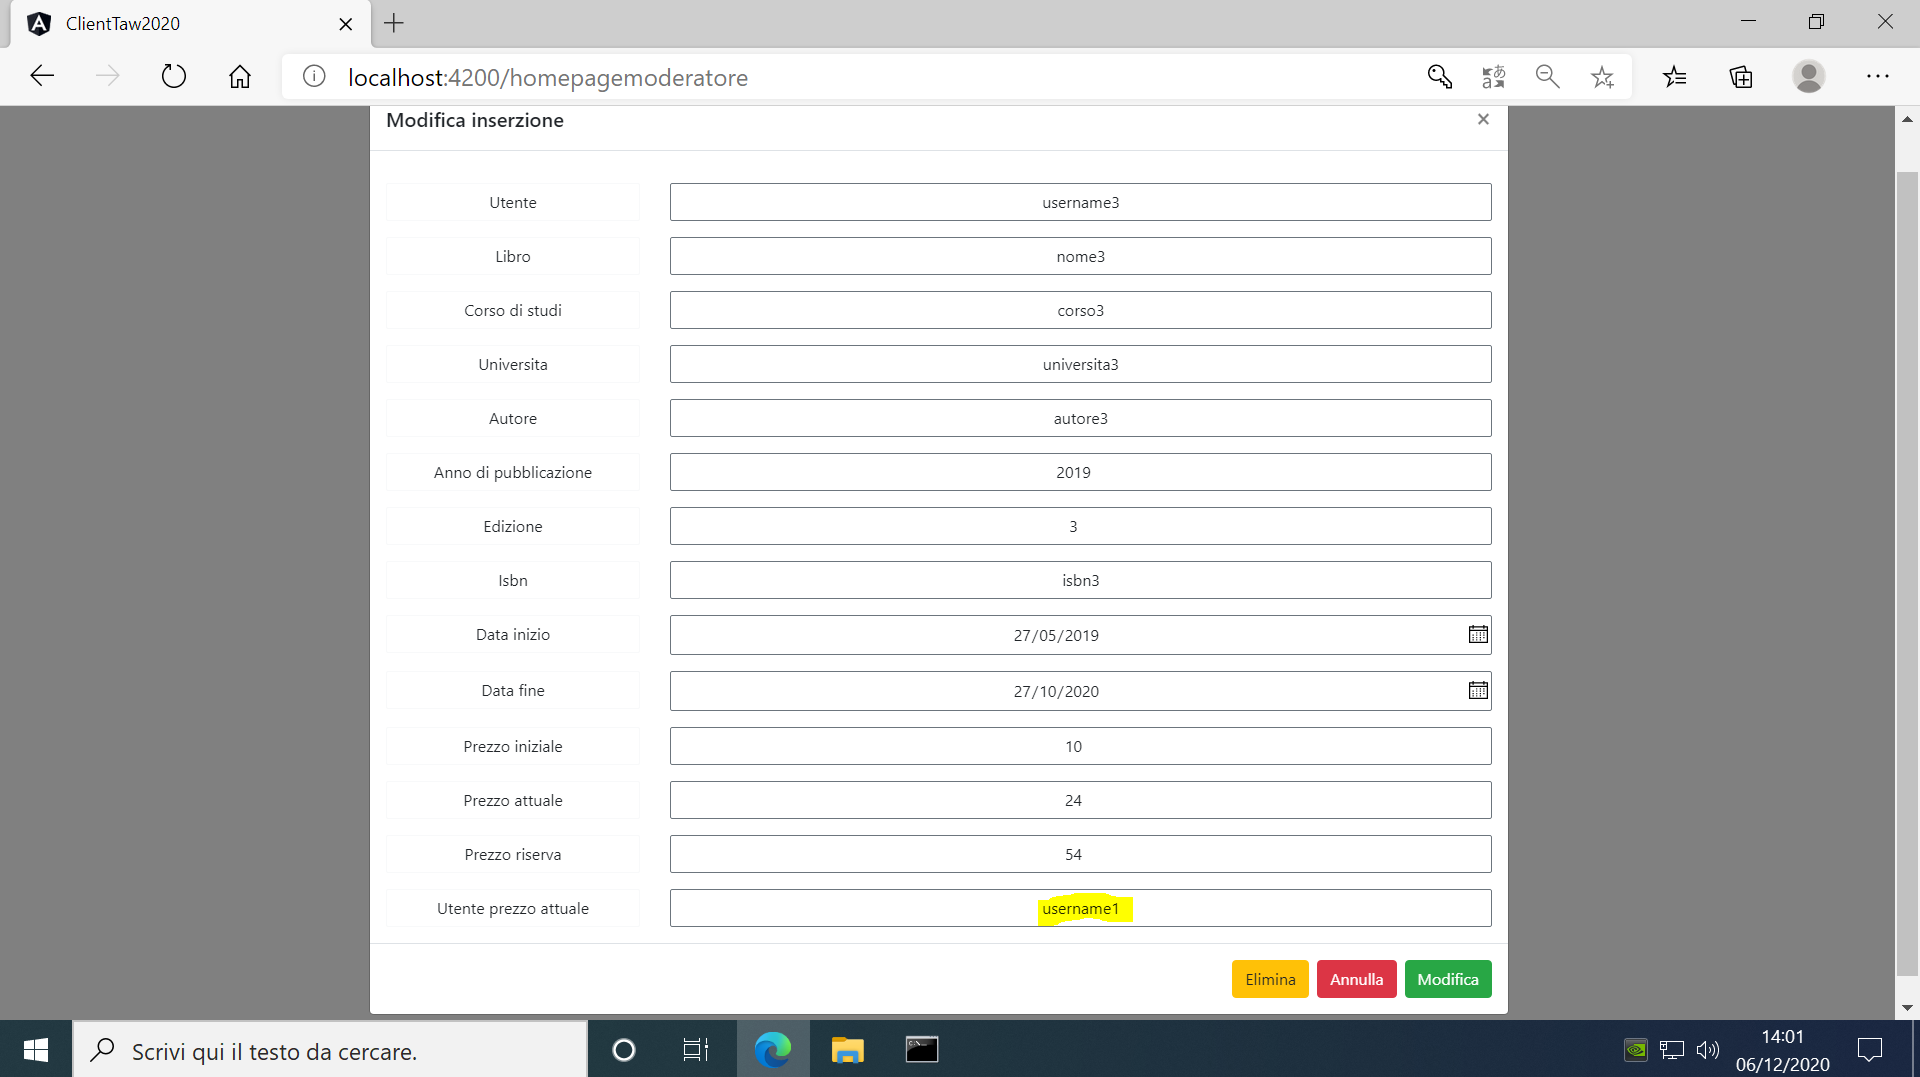 ClientTaw2020
localhost:4200/homepagemoderatore
Modifica inserzione
Utente username3
Libro nome3
Corso di studi corso3
Universita universita3
Autore autore3
Anno di pubblicazione 2019
Edizione 3
Isbn isbn3
Data inizio 27/05/2019
Data fine 27/10/2020
Prezzo iniziale 10
Prezzo attuale 24
Prezzo riserva 54
Utente prezzo attuale username1
Elimina Annulla Modifica
Scrivi qui il testo da cercare.
14:01
06/12/2020